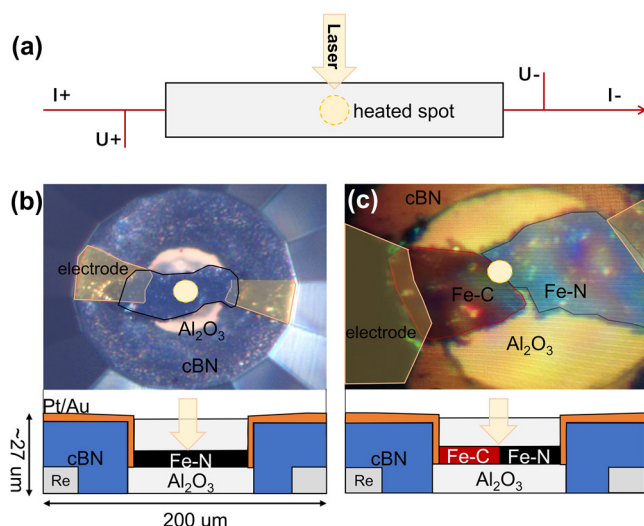 (a)
Laser
I+
U+
heated spot
U-
I-
(b)
electrode
Al2O3
cBN
(c)
cBN
Fe-C
Fe-N
electrode
Al2O3
Pt/Au
~27 um
cBN
Fe-N
Re
Al2O3
200 um
cBN
Fe-C Fe-N
Re
Al2O3